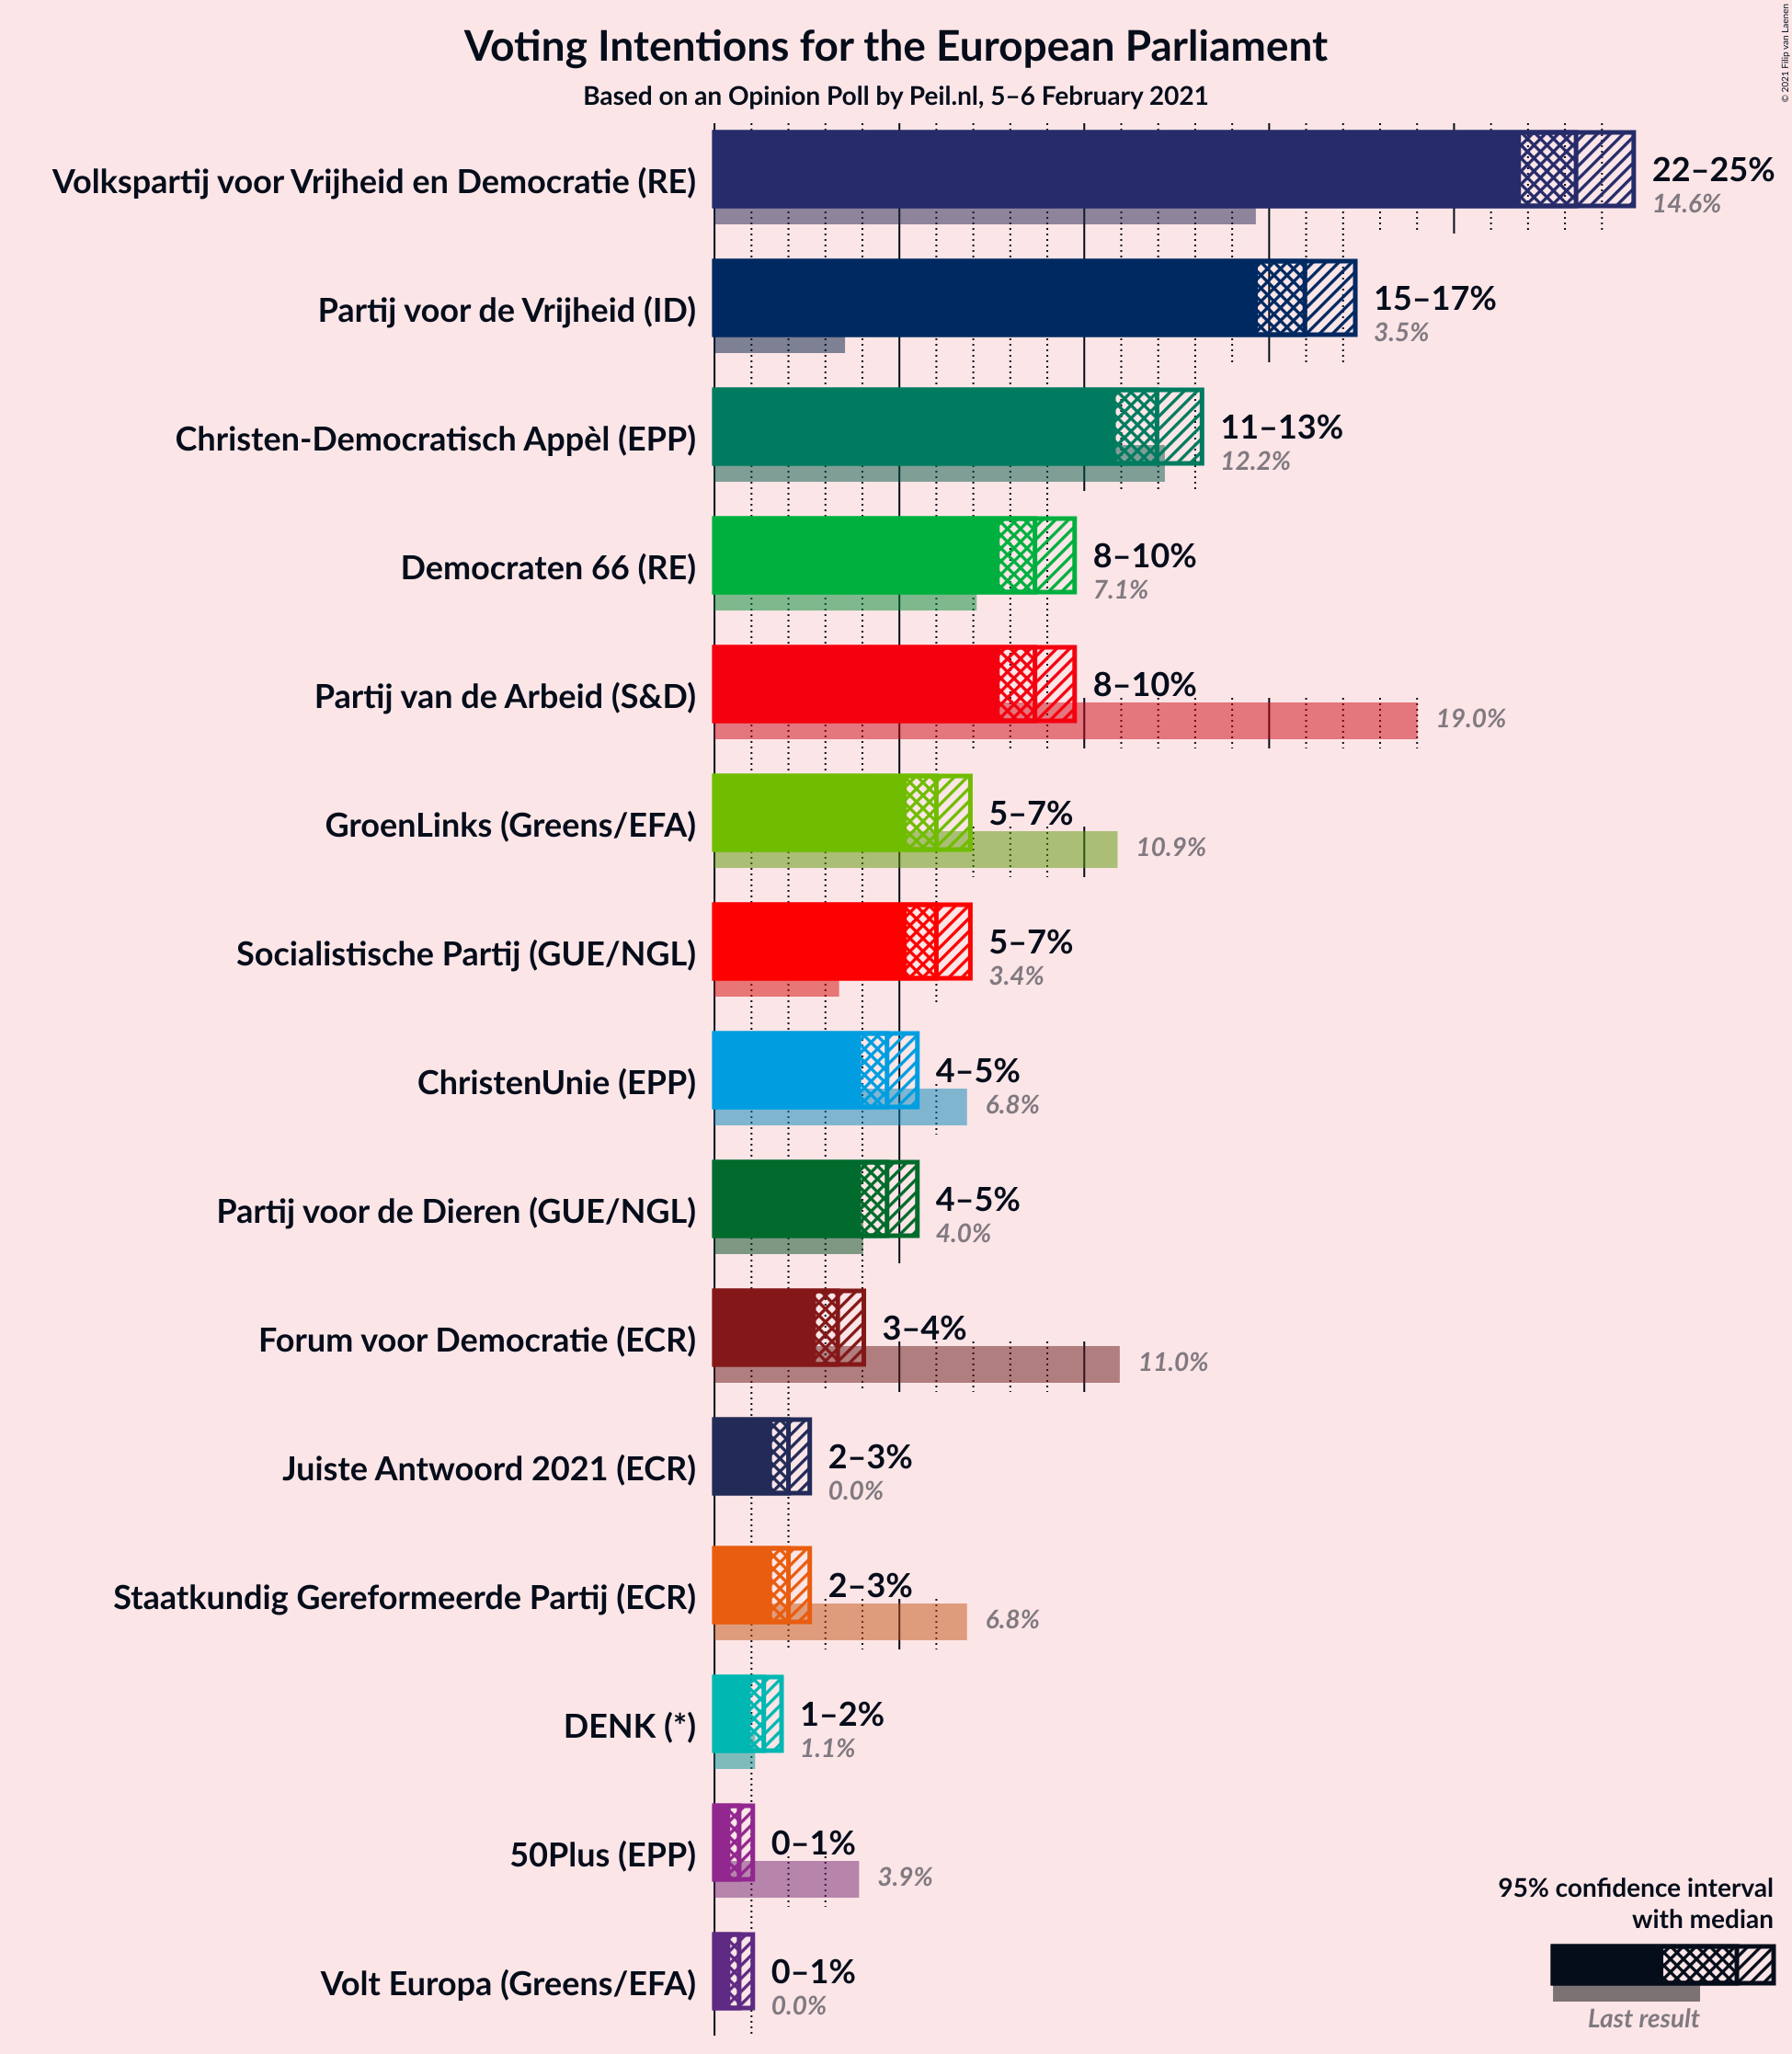 © 2021 Filip van Laenen
Voting Intentions for the European Parliament
Based on an Opinion Poll by Peil.nl, 5–6 February 2021
Volkspartij voor Vrijheid en Democratie (RE)
22–25%
14.6%
Partij voor de Vrijheid (ID)
15–17%
3.5%
Christen-Democratisch Appèl (EPP)
11–13%
12.2%
Democraten 66 (RE)
8–10%
7.1%
Partij van de Arbeid (S&D)
8–10%
19.0%
GroenLinks (Greens/EFA)
5–7%
10.9%
Socialistische Partij (GUE/NGL)
5–7%
3.4%
ChristenUnie (EPP)
4–5%
6.8%
Partij voor de Dieren (GUE/NGL)
4–5%
4.0%
Forum voor Democratie (ECR)
3–4%
11.0%
Juiste Antwoord 2021 (ECR)
2–3%
0.0%
Staatkundig Gereformeerde Partij (ECR)
2–3%
6.8%
DENK (*)
1–2%
1.1%
50Plus (EPP)
0–1%
3.9%
Volt Europa (Greens/EFA)
0–1%
0.0%
95% confidence interval
with median
Last result